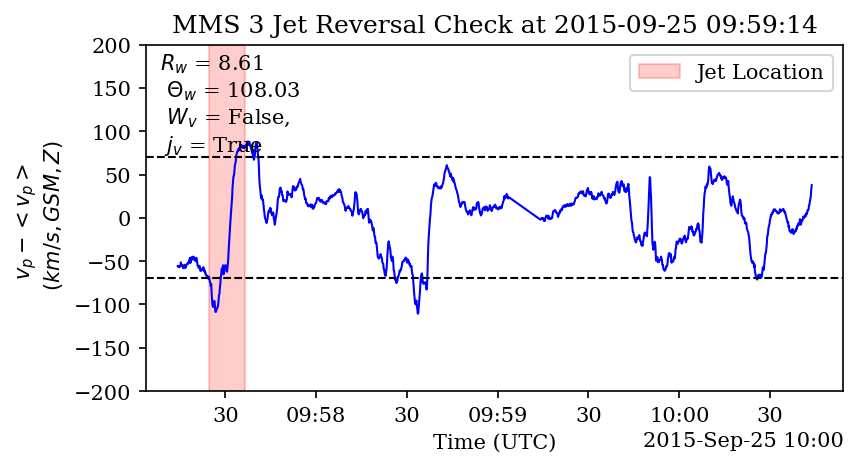 MMS 3 Jet Reversal Check at 2015-09-25 09:59:14
R_w = 8.61
Θ_w = 108.03
W_v = False,
j_v = True
Jet Location
200
150
100
50
0
−50
−100
−150
−200
v_p − < v_p >
(km/s, GSM, Z)
30 09:58 30 09:59 30 10:00 30
Time (UTC)
2015-Sep-25 10:00